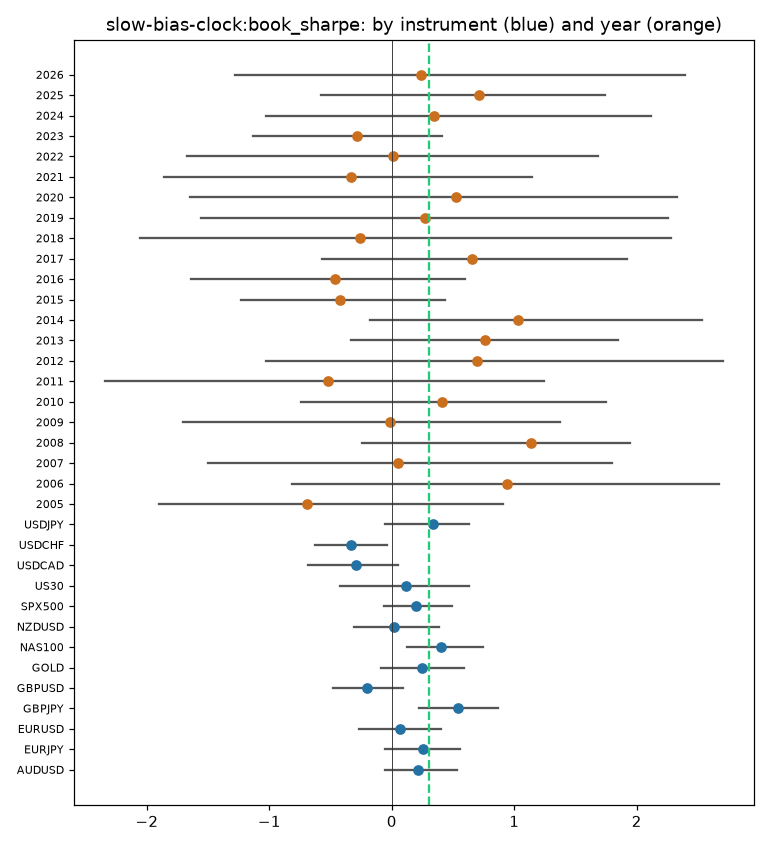 slow-bias-clock:book_sharpe: by instrument (blue) and year (orange)
2026
2025
2024
2023
2022
2021
2020
2019
2018
2017
2016
2015
2014
2013
2012
2011
2010
2009
2008
2007
2006
2005
USDJPY
USDCHF
USDCAD
US30
SPX500
NZDUSD
NAS100
GOLD
GBPUSD
GBPJPY
EURUSD
EURJPY
AUDUSD
−2 −1 0 1 2